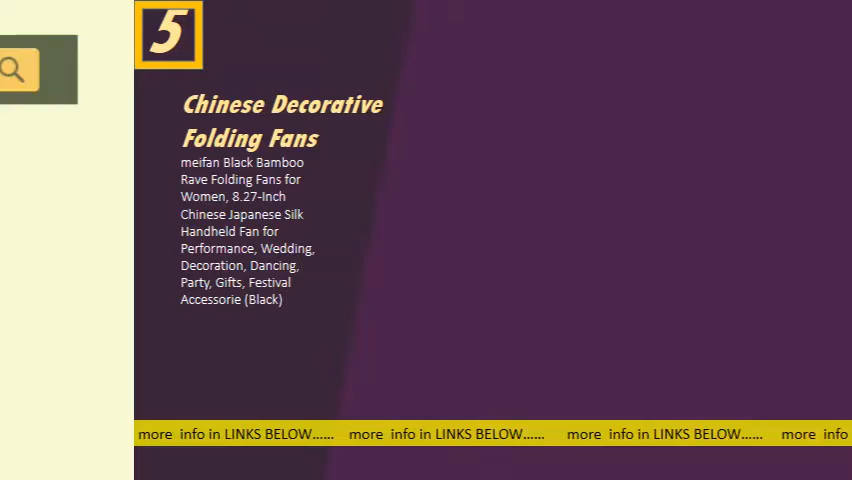 5
Chinese Decorative
Folding Fans
meifan Black Bamboo
Rave Folding Fans for
Women, 8.27-Inch
Chinese Japanese Silk
Handheld Fan for
Performance, Wedding,
Decoration, Dancing,
Party, Gifts, Festival
Accessorie (Black)
more info in LINKS BELOW...... more info in LINKS BELOW...... more info in LINKS BELOW...... more info